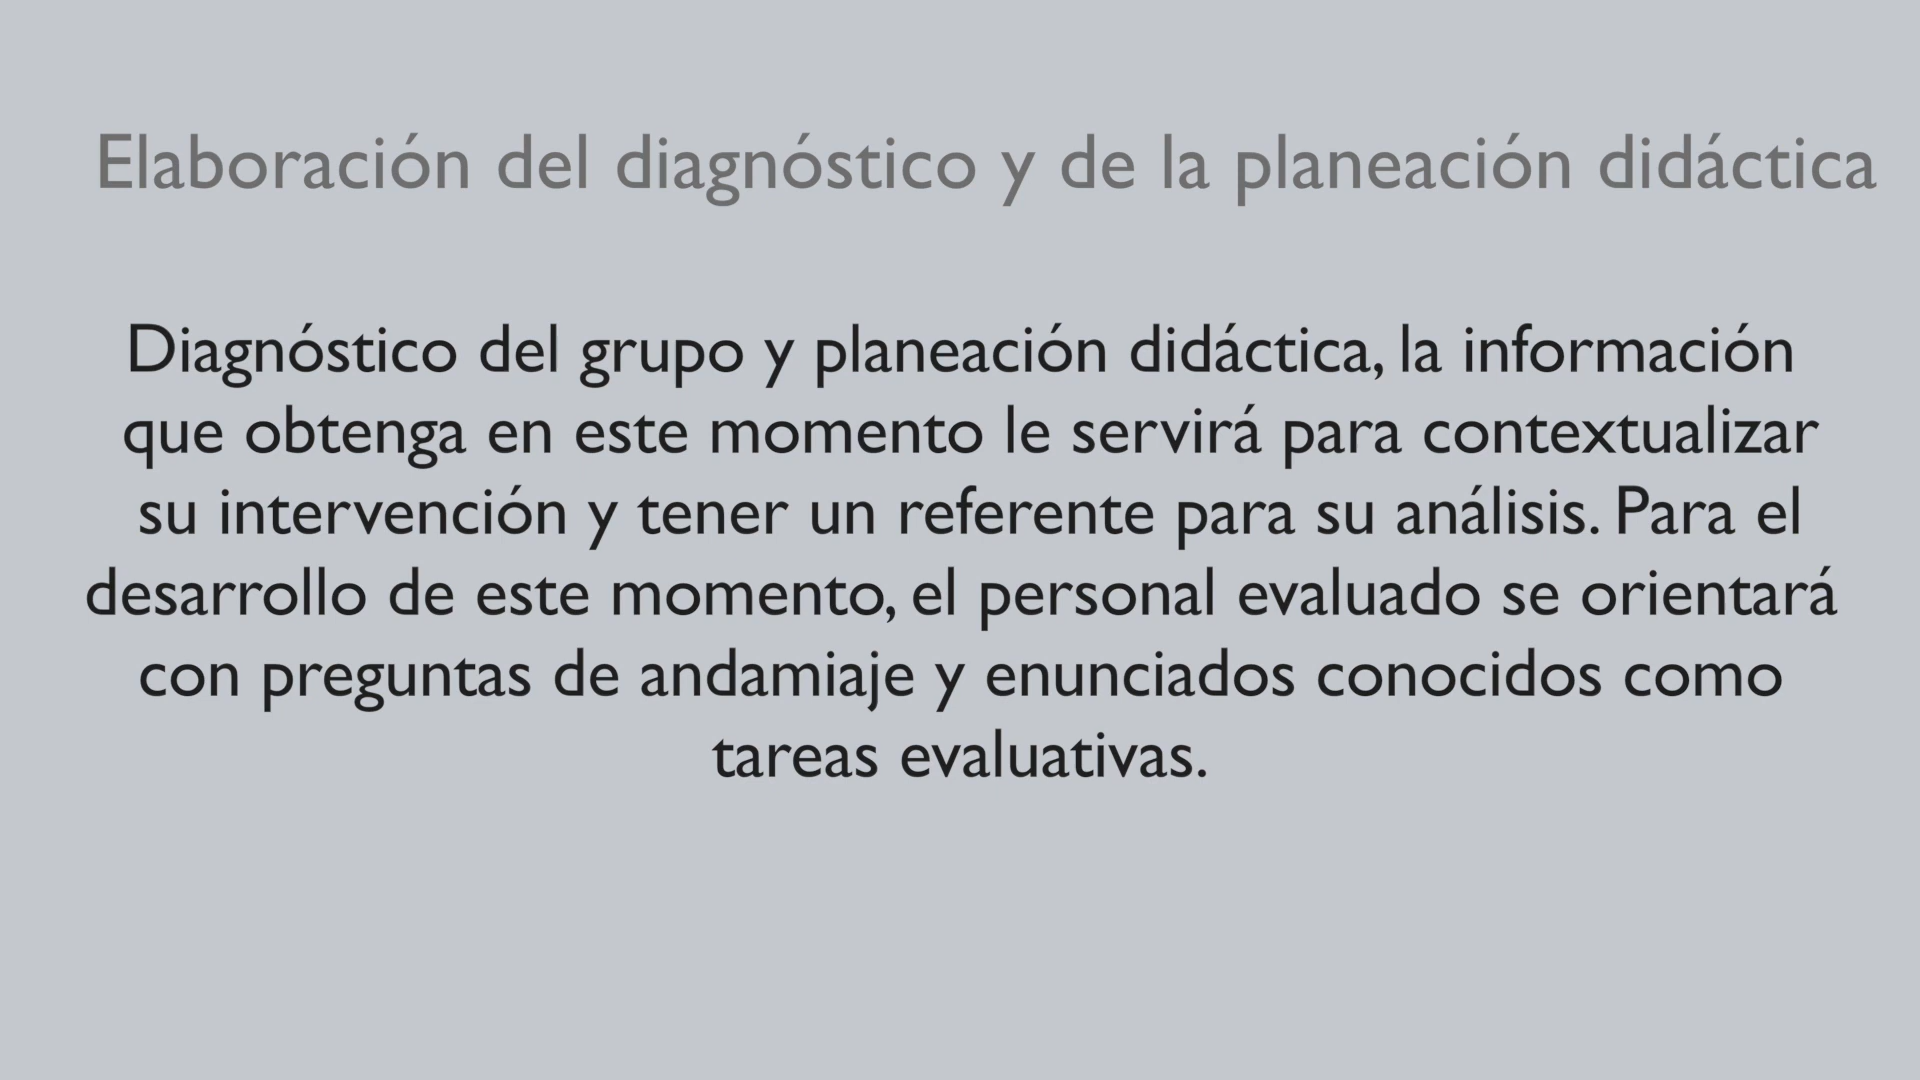 Elaboración del diagnóstico y de la planeación didáctica
Diagnóstico del grupo y planeación didáctica, la información
que obtenga en este momento le servirá para contextualizar
su intervención y tener un referente para su análisis. Para el
desarrollo de este momento, el personal evaluado se orientará
con preguntas de andamiaje y enunciados conocidos como
tareas evaluativas.